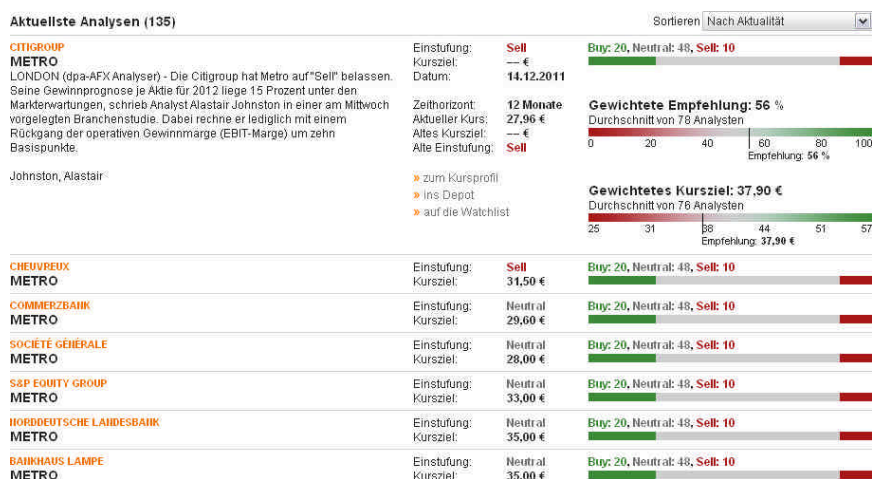 Aktuellste Analysen (135)
Sortieren Nach Aktualität
CITIGROUP
METRO
LONDON (dpa-AFX Analyser) - Die Citigroup hat Metro auf "Sell" belassen.
Seine Gewinnprognose je Aktie für 2012 liege 15 Prozent unter den
Markterwartungen, schrieb Analyst Alastair Johnston in einer am Mittwoch
vorgelegten Branchenstudie. Dabei rechne er lediglich mit einem
Rückgang der operativen Gewinnmarge (EBIT-Marge) um zehn
Basispunkte.
Johnston, Alastair
Einstufung: Sell
Kursziel: --- €
Datum: 14.12.2011
Zeithorizont: 12 Monate
Aktueller Kurs: 27,96 €
Altes Kursziel: --- €
Alte Einstufung: Sell
» zum Kursprofil
» ins Depot
» auf die Watchlist
Buy: 20, Neutral: 48, Sell: 10
Gewichtete Empfehlung: 56 %
Durchschnitt von 78 Analysten
0 20 40 60 80 100
Empfehlung: 56 %
Gewichtetes Kursziel: 37,90 €
Durchschnitt von 76 Analysten
25 31 38 44 51 57
Empfehlung: 37,90 €
CHEUVREUX
METRO
Einstufung: Sell
Kursziel: 31,50 €
Buy: 20, Neutral: 48, Sell: 10
COMMERZBANK
METRO
Einstufung: Neutral
Kursziel: 29,60 €
Buy: 20, Neutral: 48, Sell: 10
SOCIÉTÉ GÉNÉRALE
METRO
Einstufung: Neutral
Kursziel: 28,00 €
Buy: 20, Neutral: 48, Sell: 10
S&P EQUITY GROUP
METRO
Einstufung: Neutral
Kursziel: 33,00 €
Buy: 20, Neutral: 48, Sell: 10
NORDDEUTSCHE LANDESBANK
METRO
Einstufung: Neutral
Kursziel: 35,00 €
Buy: 20, Neutral: 48, Sell: 10
BANKHAUS LAMPE
METRO
Einstufung: Neutral
Kursziel: 35,00 €
Buy: 20, Neutral: 48, Sell: 10